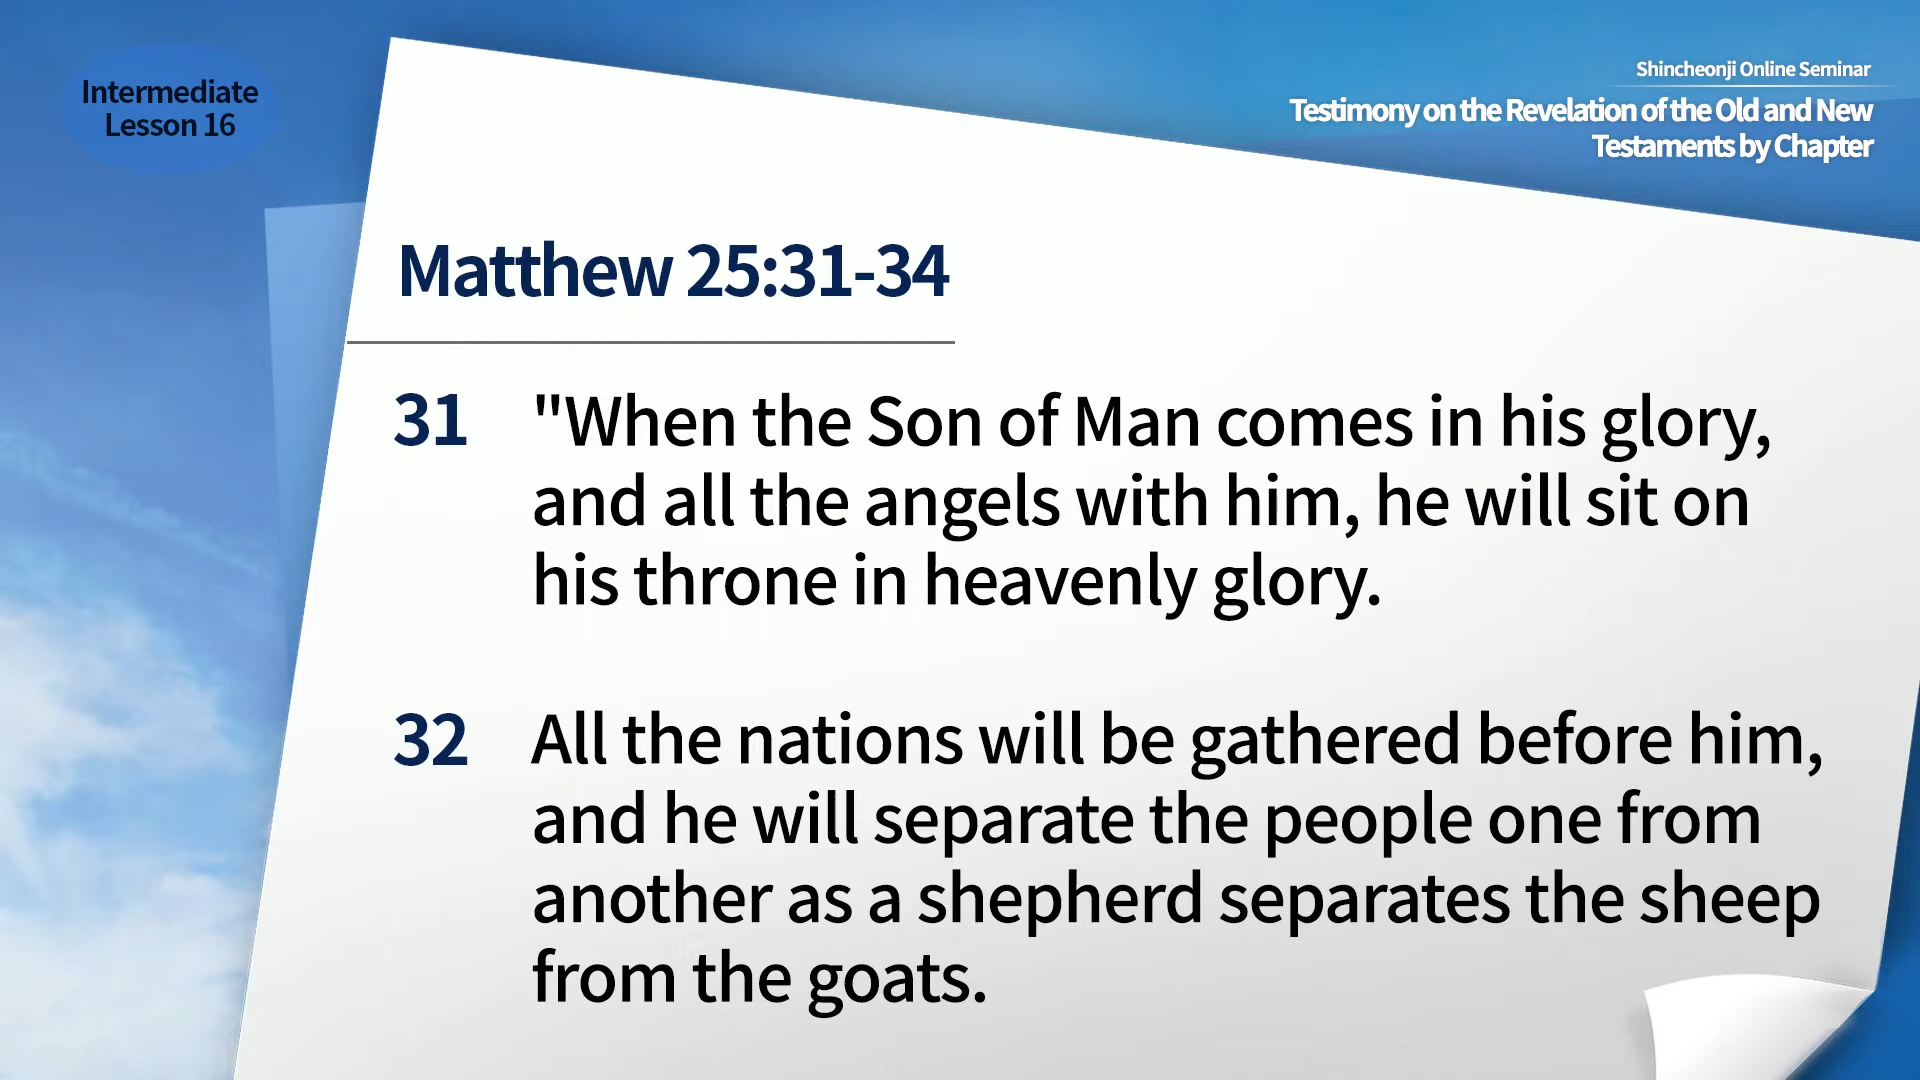 Intermediate
Lesson 16
Shincheonji Online Seminar
Testimony on the Revelation of the Old and New
Testaments by Chapter
Matthew 25:31-34
31 "When the Son of Man comes in his glory,
and all the angels with him, he will sit on
his throne in heavenly glory.
32 All the nations will be gathered before him,
and he will separate the people one from
another as a shepherd separates the sheep
from the goats.